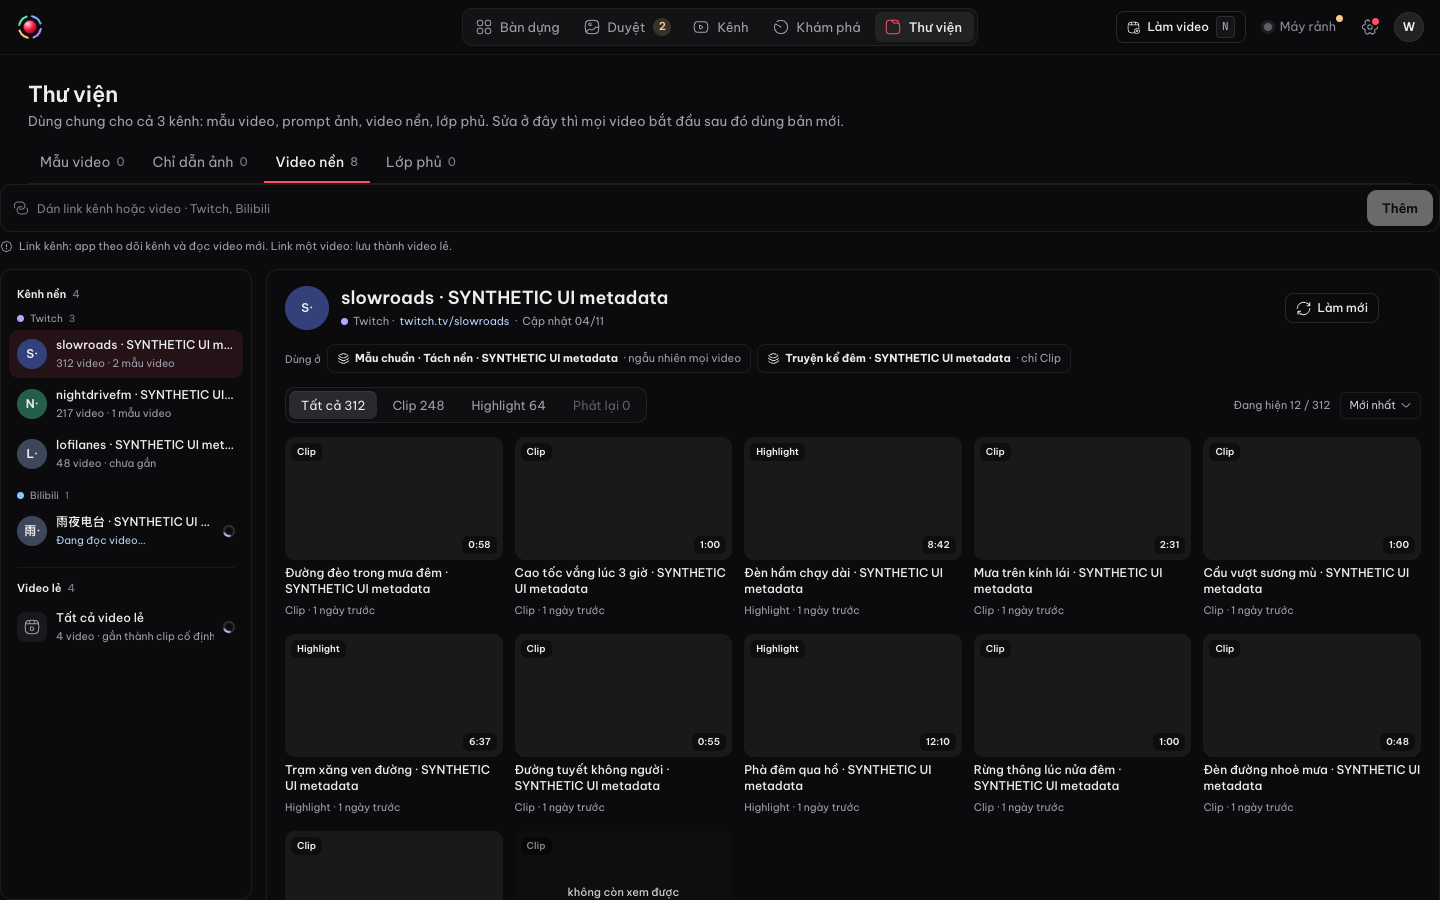 Bàn dựng
Duyệt 2
Kênh
Khám phá
Thư viện
Làm video N
Máy rảnh
W
Thư viện
Dùng chung cho cả 3 kênh: mẫu video, prompt ảnh, video nền, lớp phủ. Sửa ở đây thì mọi video bắt đầu sau đó dùng bản mới.
Mẫu video 0
Chỉ dẫn ảnh 0
Video nền 8
Lớp phủ 0
Dán link kênh hoặc video · Twitch, Bilibili
Thêm
Link kênh: app theo dõi kênh và đọc video mới. Link một video: lưu thành video lẻ.
Kênh nền 4
Twitch 3
S·
slowroads · SYNTHETIC UI m...
312 video · 2 mẫu video
N·
nightdrivefm · SYNTHETIC UI...
217 video · 1 mẫu video
L·
lofilanes · SYNTHETIC UI met...
48 video · chưa gắn
Bilibili 1
雨·
雨夜电台 · SYNTHETIC UI ...
Đang đọc video...
Video lẻ 4
Tất cả video lẻ
4 video · gắn thành clip cố định
S·
slowroads · SYNTHETIC UI metadata
Twitch · twitch.tv/slowroads · Cập nhật 04/11
Làm mới
Dùng ở
Mẫu chuẩn · Tách nền · SYNTHETIC UI metadata · ngẫu nhiên mọi video
Truyện kể đêm · SYNTHETIC UI metadata · chỉ Clip
Tất cả 312
Clip 248
Highlight 64
Phát lại 0
Đang hiện 12 / 312
Mới nhất
Clip
0:58
Đường đèo trong mưa đêm ·
SYNTHETIC UI metadata
Clip · 1 ngày trước
Clip
1:00
Cao tốc vắng lúc 3 giờ · SYNTHETIC
UI metadata
Clip · 1 ngày trước
Highlight
8:42
Đèn hầm chạy dài · SYNTHETIC UI
metadata
Highlight · 1 ngày trước
Clip
2:31
Mưa trên kính lái · SYNTHETIC UI
metadata
Clip · 1 ngày trước
Clip
1:00
Cầu vượt sương mù · SYNTHETIC UI
metadata
Clip · 1 ngày trước
Highlight
6:37
Trạm xăng ven đường · SYNTHETIC
UI metadata
Highlight · 1 ngày trước
Clip
0:55
Đường tuyết không người ·
SYNTHETIC UI metadata
Clip · 1 ngày trước
Highlight
12:10
Phà đêm qua hồ · SYNTHETIC UI
metadata
Highlight · 1 ngày trước
Clip
1:00
Rừng thông lúc nửa đêm ·
SYNTHETIC UI metadata
Clip · 1 ngày trước
Clip
0:48
Đèn đường nhoè mưa · SYNTHETIC UI
metadata
Clip · 1 ngày trước
Clip
Clip
không còn xem được